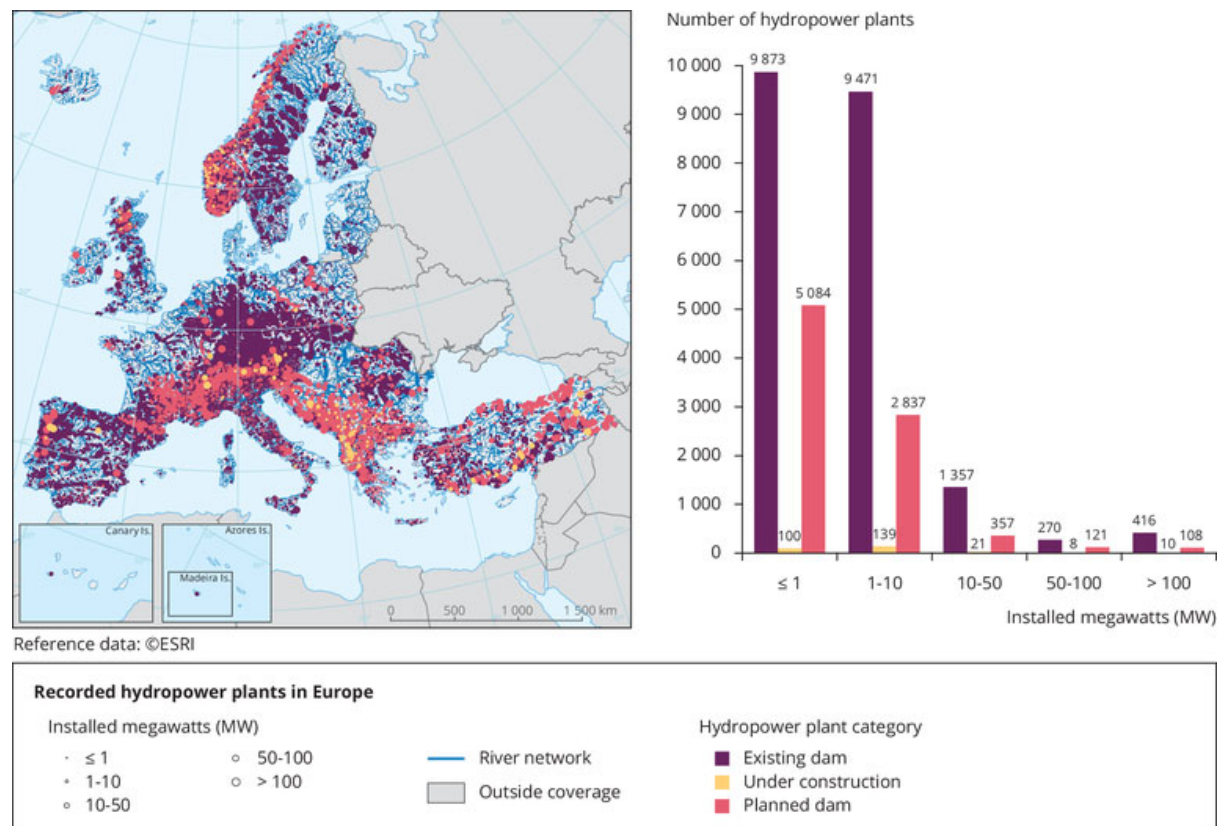 Number of hydropower plants
10 000
9 000
8 000
7 000
6 000
5 000
4 000
3 000
2 000
1 000
0
9 873
100
5 084
9 471
139
2 837
1 357
21
357
270
8
121
416
10
108
≤ 1
1-10
10-50
50-100
> 100
Installed megawatts (MW)
Canary Is.
Azores Is.
Madeira Is.
0 500 1 000 1 500 km
Reference data: ©ESRI
Recorded hydropower plants in Europe
Installed megawatts (MW)
≤ 1
1-10
10-50
50-100
> 100
River network
Outside coverage
Hydropower plant category
Existing dam
Under construction
Planned dam